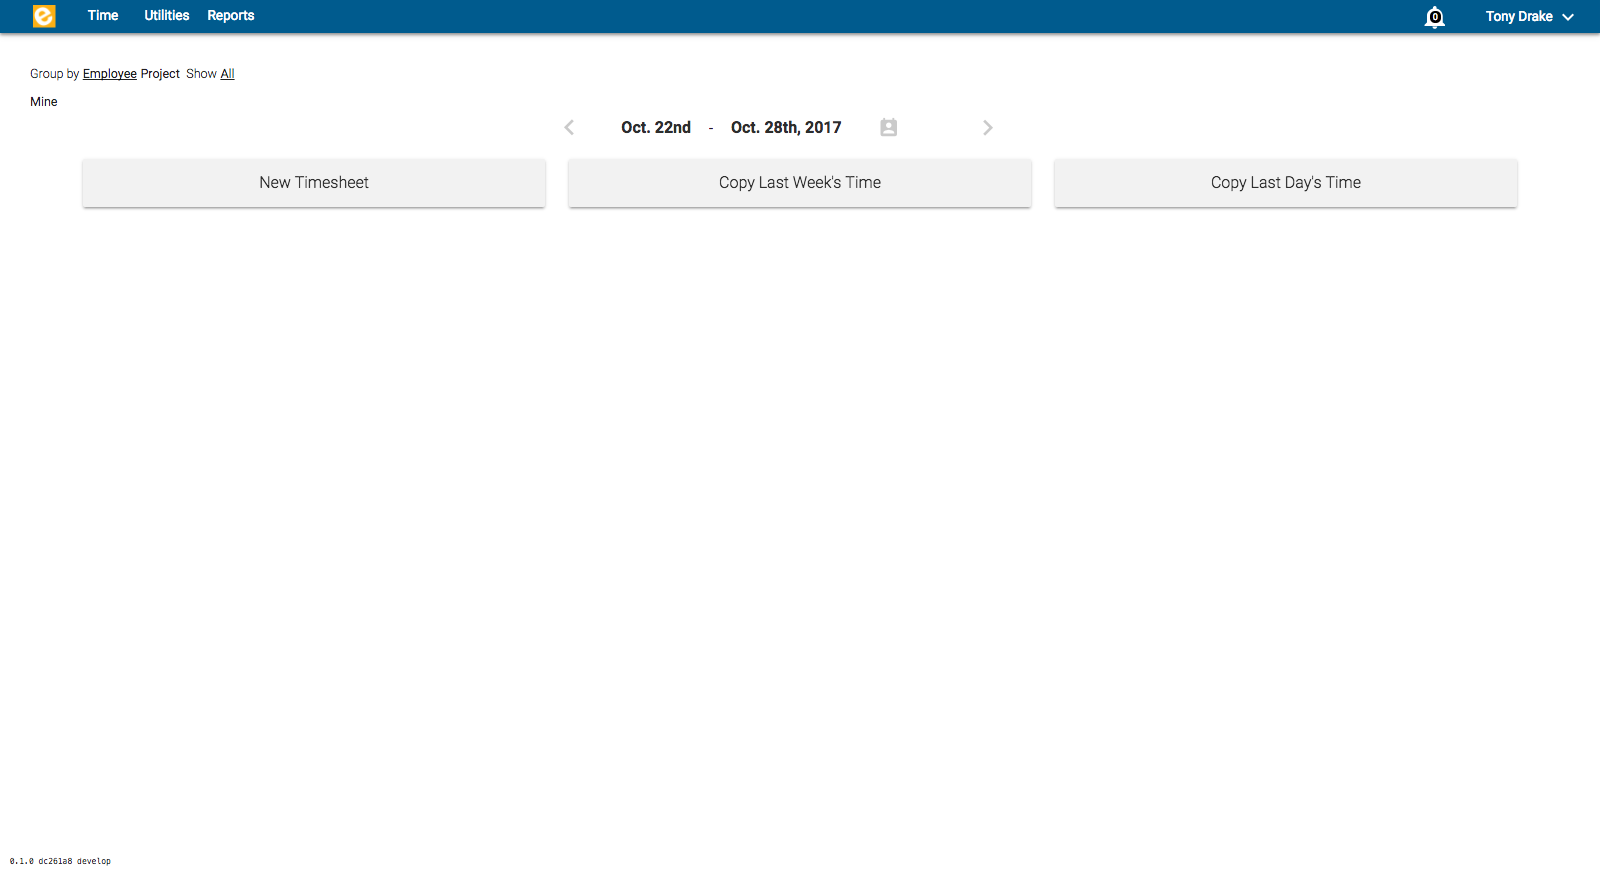 Time Utilities Reports 0 Tony Drake
Group by Employee Project Show All
Mine
Oct. 22nd - Oct. 28th, 2017
New Timesheet Copy Last Week's Time Copy Last Day's Time
0.1.0 dc261a8 develop